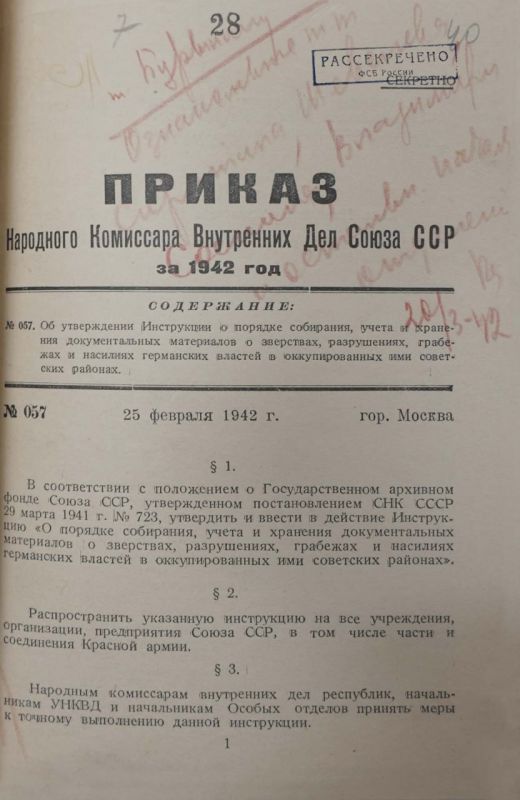 28
7
40
РАССЕКРЕЧЕНО
ФСБ РОССИИ
СЕКРЕТНО
ПРИКАЗ
Народного Комиссара Внутренних Дел Союза ССР
за 1942 год
СОДЕРЖАНИЕ:
№ 057. Об утверждении Инструкции о порядке собирания, учета и хране-
ния документальных материалов о зверствах, разрушениях, грабе-
жах и насилиях германских властей в оккупированных ими совет-
ских районах.
20/3-42
№ 057 25 февраля 1942 г. гор. Москва
§ 1.
В соответствии с положением о Государственном архивном
фонде Союза ССР, утвержденном постановлением СНК СССР
29 марта 1941 г. № 723, утвердить и ввести в действие Инструк-
цию «О порядке собирания, учета и хранения документальных
материалов о зверствах, разрушениях, грабежах и насилиях
германских властей в оккупированных ими советских районах».
§ 2.
Распространить указанную инструкцию на все учреждения,
организации, предприятия Союза ССР, в том числе части и
соединения Красной армии.
§ 3.
Народным комиссарам внутренних дел республик, началь-
никам УНКВД и начальникам Особых отделов принять меры
к точному выполнению данной инструкции.
1